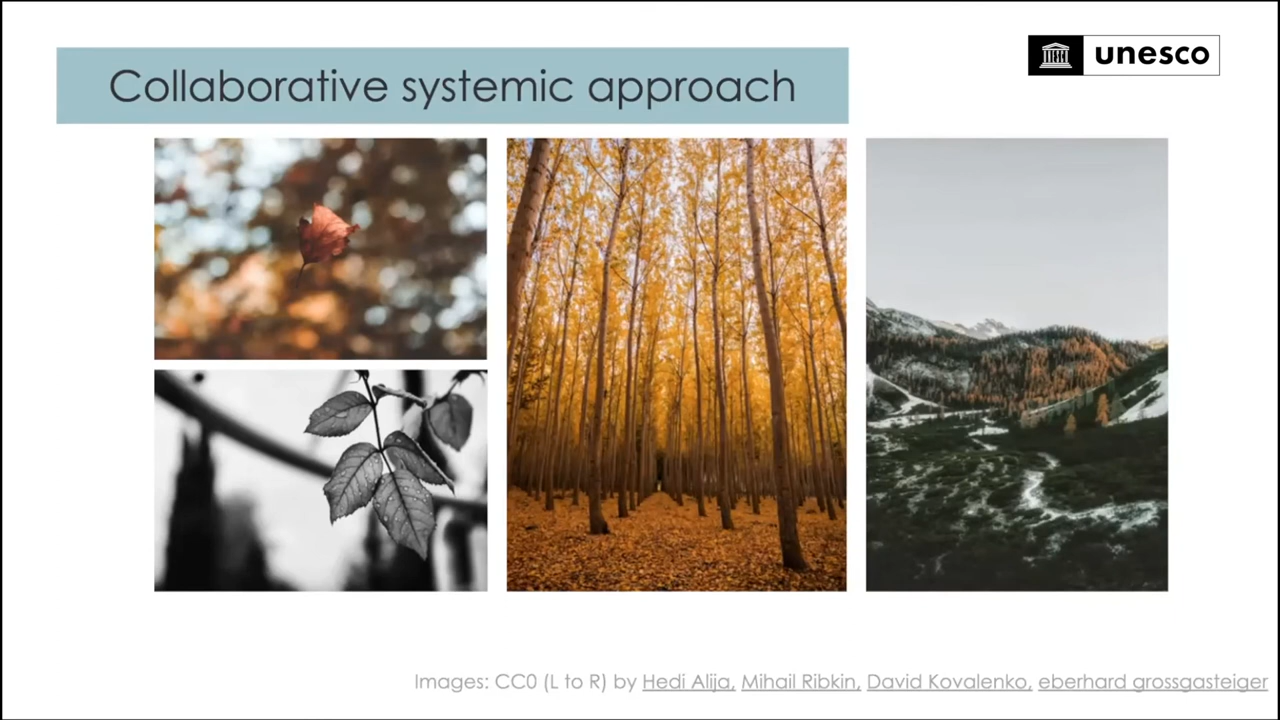 Collaborative systemic approach
unesco
Images: CC0 (L to R) by Hedi Alija, Mihail Ribkin, David Kovalenko, eberhard grossgasteiger